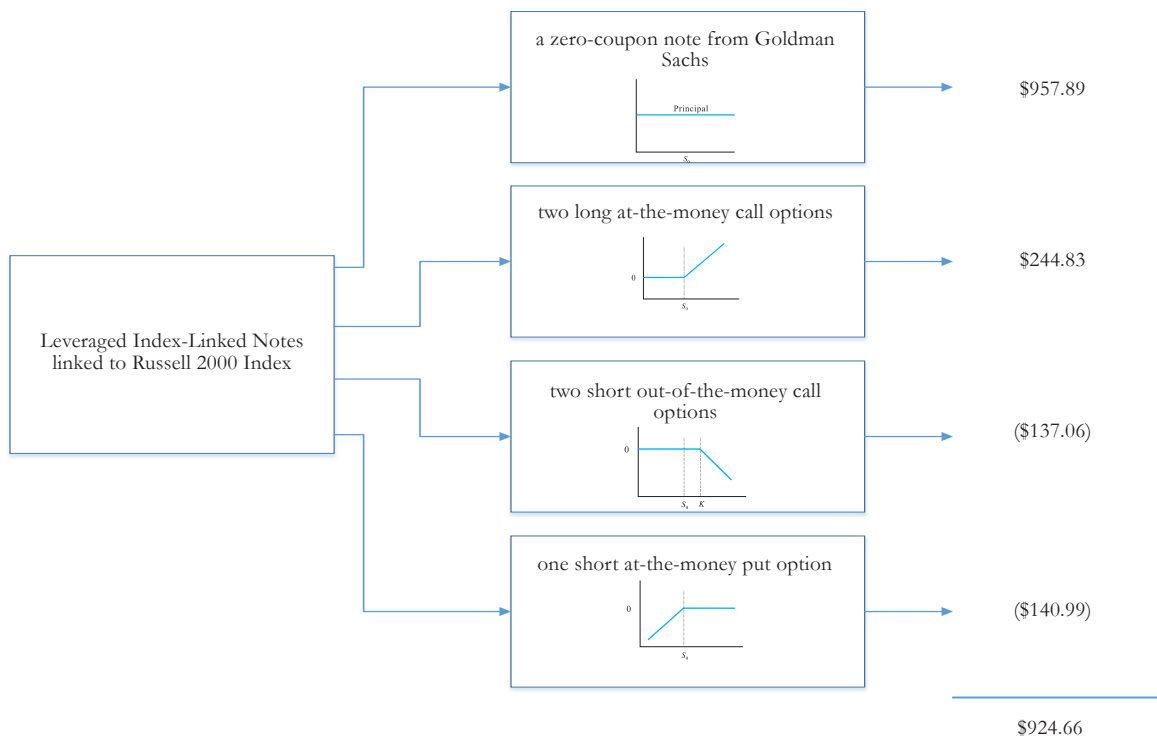 a zero-coupon note from Goldman
Sachs
Principal
S₀
$957.89
two long at-the-money call options
0
S₀
$244.83
Leveraged Index-Linked Notes
linked to Russell 2000 Index
two short out-of-the-money call
options
0
S₀ K
($137.06)
one short at-the-money put option
0
S₀
($140.99)
$924.66